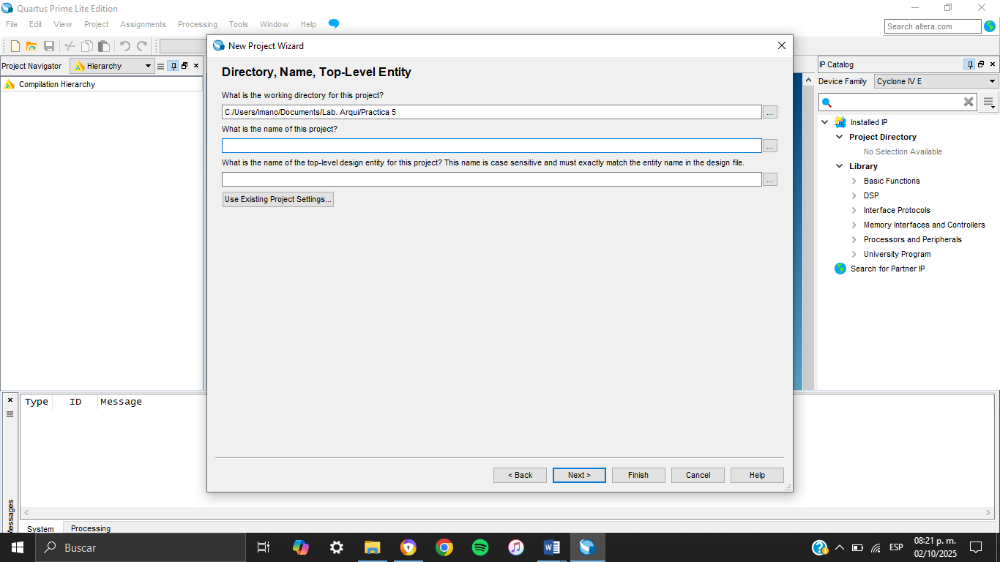 Quartus Prime Lite Edition
File Edit View Project Assignments Processing Tools Window Help
Search altera.com
New Project Wizard
Project Navigator
Hierarchy
Compilation Hierarchy
Directory, Name, Top-Level Entity
What is the working directory for this project?
C:/Users/imano/Documents/Lab. Arqui/Practica 5
...
What is the name of this project?
...
What is the name of the top-level design entity for this project? This name is case sensitive and must exactly match the entity name in the design file.
...
Use Existing Project Settings...
< Back
Next >
Finish
Cancel
Help
IP Catalog
Device Family
Cyclone IV E
Installed IP
Project Directory
No Selection Available
Library
Basic Functions
DSP
Interface Protocols
Memory Interfaces and Controllers
Processors and Peripherals
University Program
Search for Partner IP
Type ID Message
Messages
System
Processing
Buscar
ESP
08:21 p. m.
02/10/2025